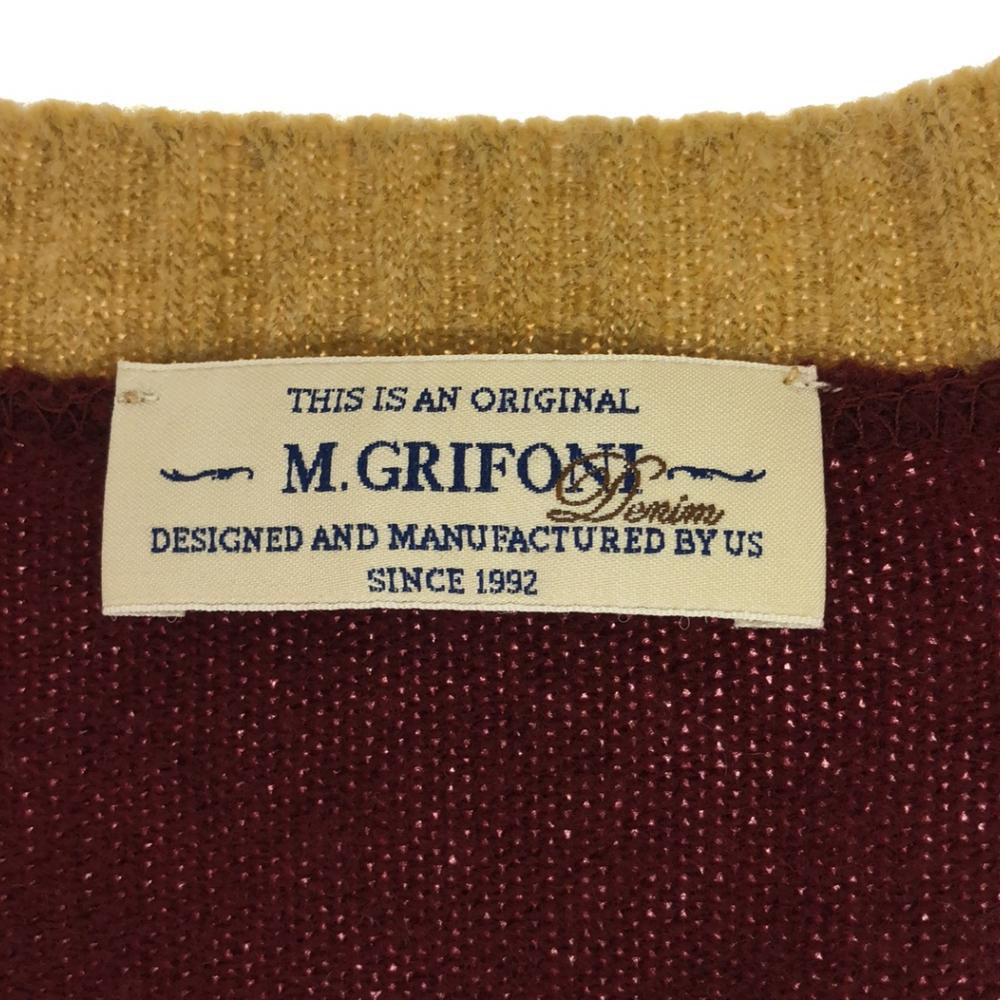 THIS IS AN ORIGINAL
M. GRIFONI
Denim
DESIGNED AND MANUFACTURED BY US
SINCE 1992